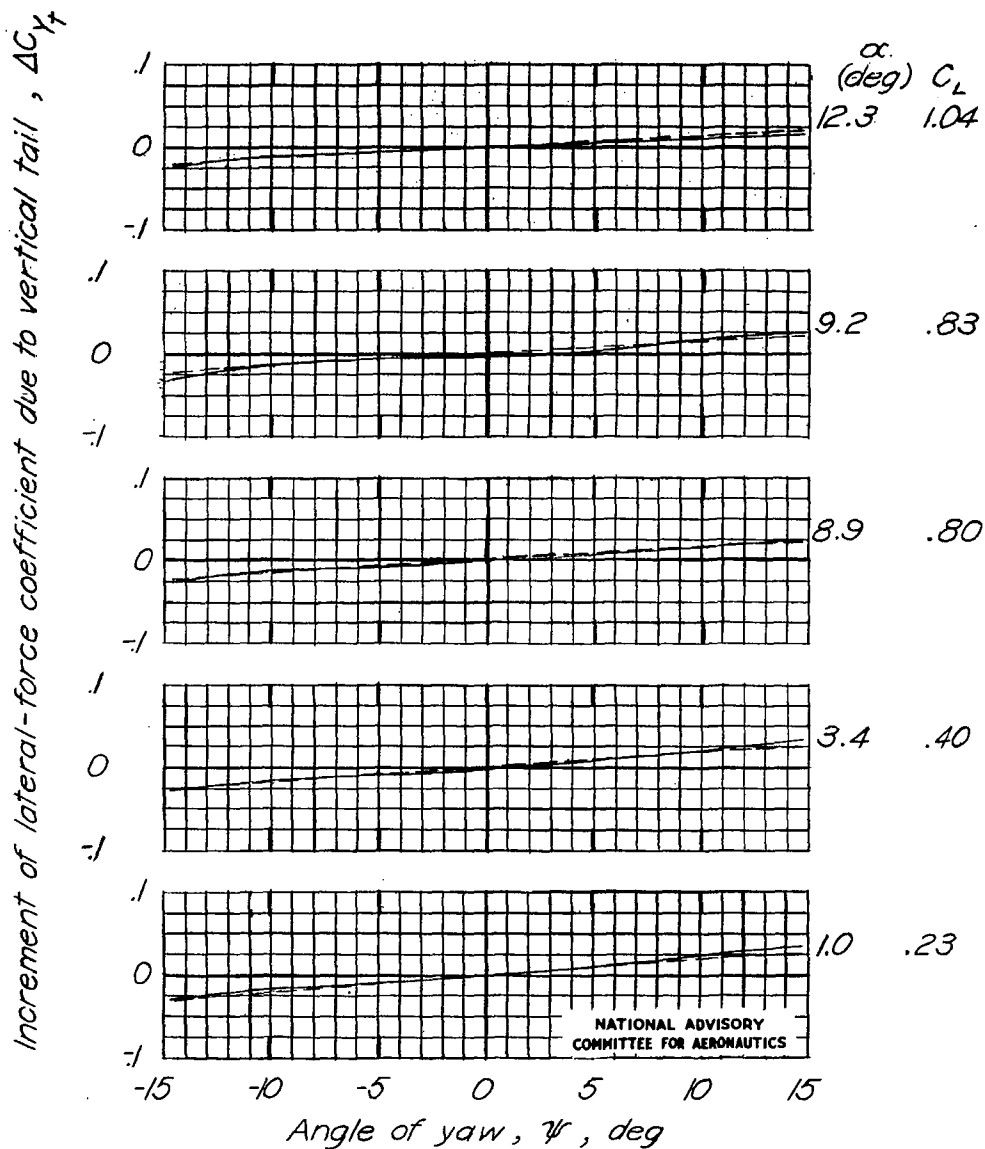 Increment of lateral-force coefficient due to vertical tail, ΔC_Y_t
α
(deg) C_L
.1
0
-.1
12.3 1.04
.1
0
-.1
9.2 .83
.1
0
-.1
8.9 .80
.1
0
-.1
3.4 .40
.1
0
-.1
1.0 .23
NATIONAL ADVISORY
COMMITTEE FOR AERONAUTICS
-15 -10 -5 0 5 10 15
Angle of yaw, ψ, deg